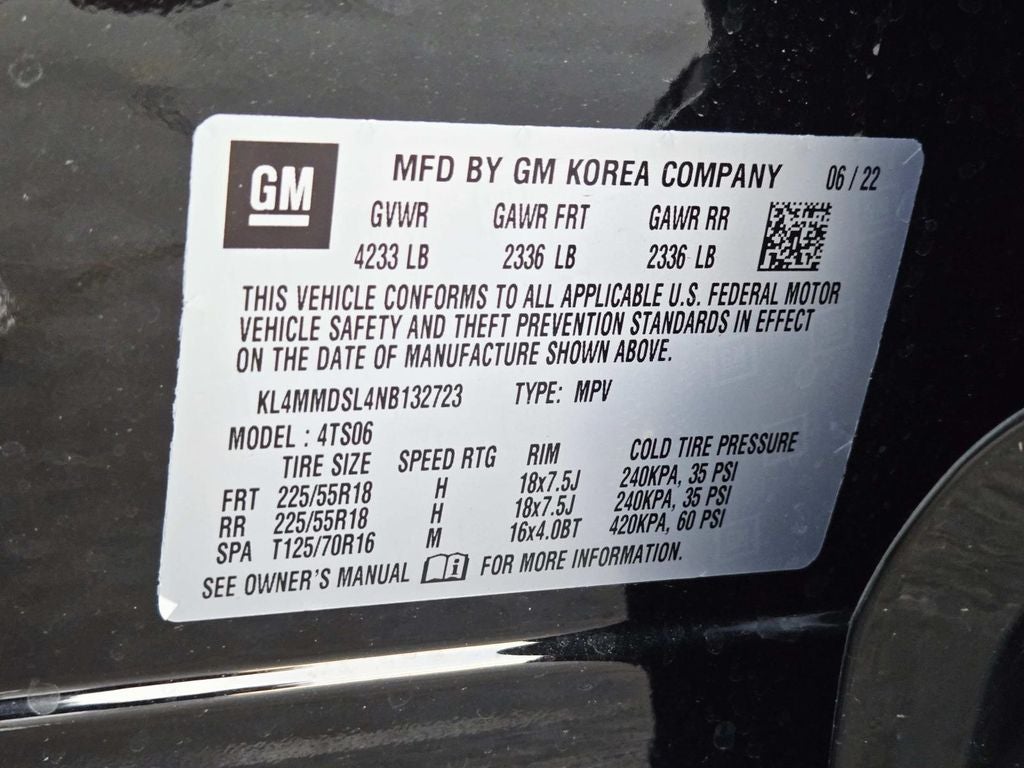 GM
MFD BY GM KOREA COMPANY 06 / 22
GVWR GAWR FRT GAWR RR
4233 LB 2336 LB 2336 LB
THIS VEHICLE CONFORMS TO ALL APPLICABLE U.S. FEDERAL MOTOR
VEHICLE SAFETY AND THEFT PREVENTION STANDARDS IN EFFECT
ON THE DATE OF MANUFACTURE SHOWN ABOVE.
KL4MMDSL4NB132723 TYPE: MPV
MODEL : 4TS06
TIRE SIZE SPEED RTG RIM COLD TIRE PRESSURE
FRT 225/55R18 H 18x7.5J 240KPA, 35 PSI
RR 225/55R18 H 18x7.5J 240KPA, 35 PSI
SPA T125/70R16 M 16x4.0BT 420KPA, 60 PSI
SEE OWNER'S MANUAL i FOR MORE INFORMATION.